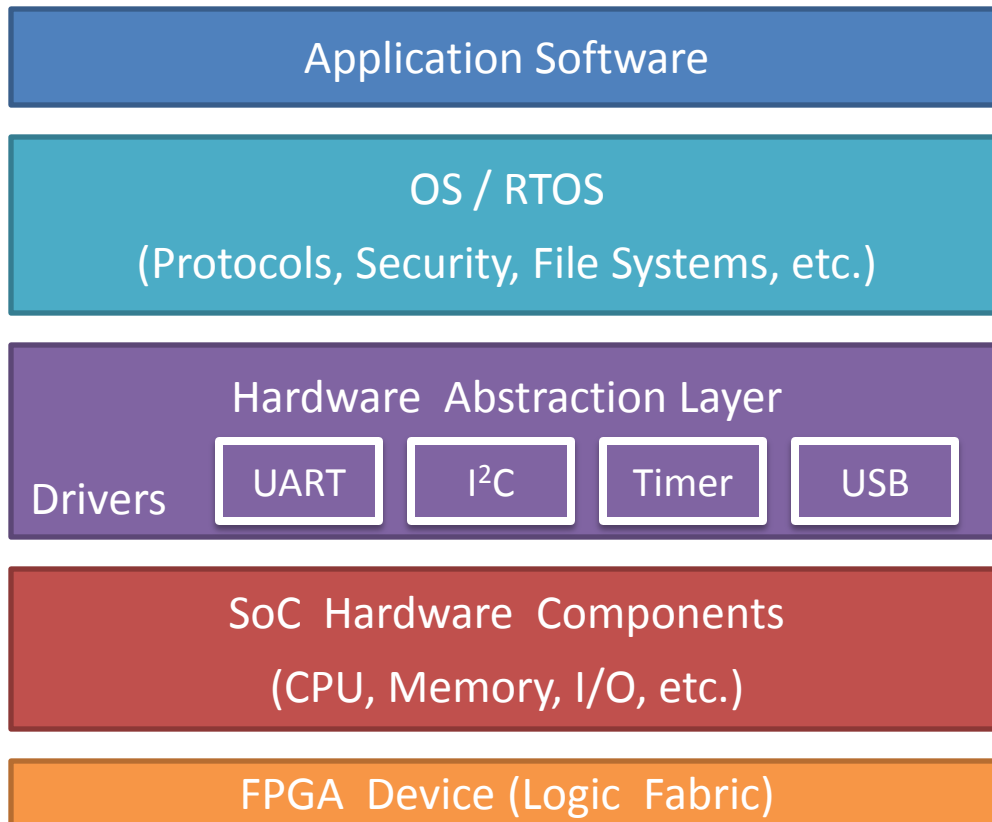 Application Software
OS / RTOS
(Protocols, Security, File Systems, etc.)
Hardware Abstraction Layer
Drivers UART I²C Timer USB
SoC Hardware Components
(CPU, Memory, I/O, etc.)
FPGA Device (Logic Fabric)